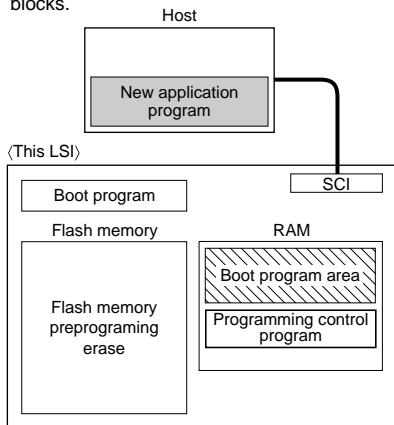 blocks.
Host
New application
program
〈This LSI〉
SCI
Boot program
Flash memory
RAM
Boot program area
Flash memory
preprograming
erase
Programming control
program